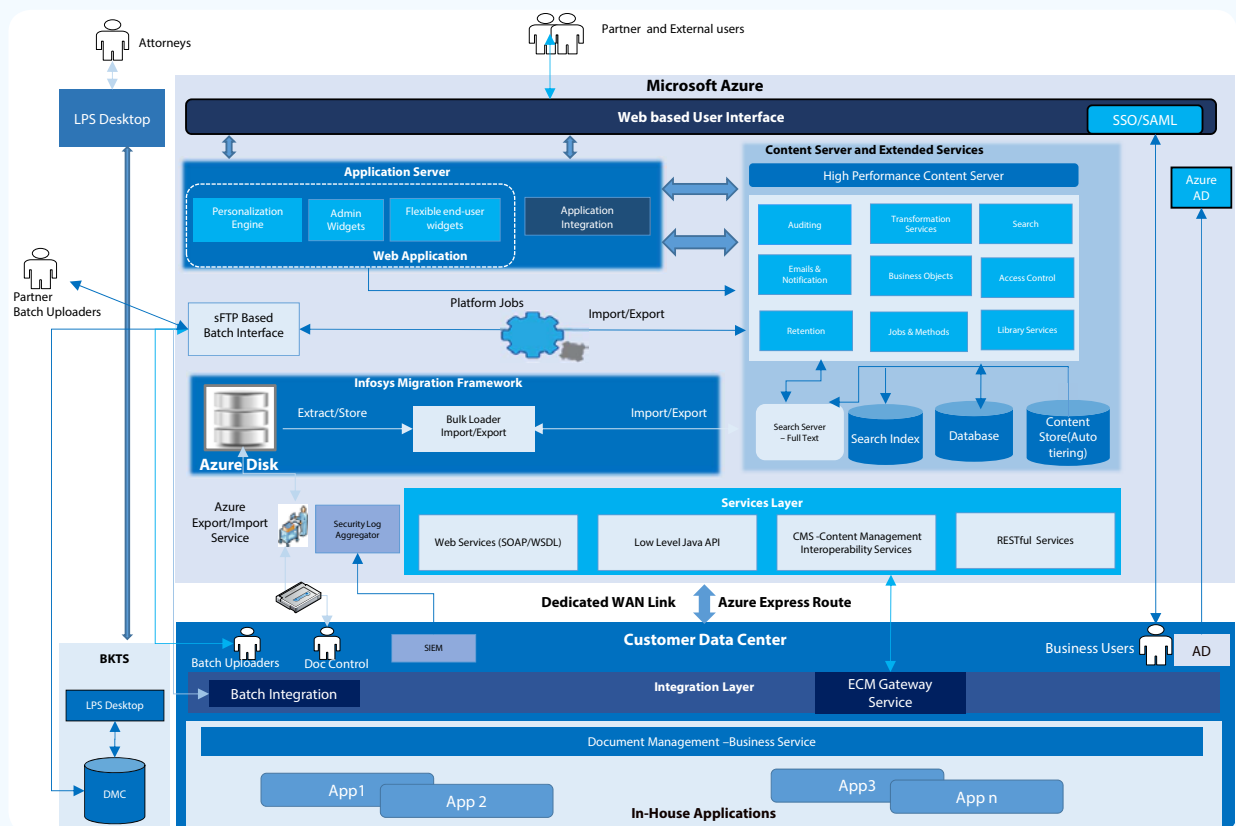 Attorneys
Partner and External users
LPS Desktop
Microsoft Azure
Web based User Interface
SSO/SAML
Application Server
Personalization
Engine
Admin
Widgets
Flexible end-user
widgets
Web Application
Application
Integration
Content Server and Extended Services
High Performance Content Server
Auditing
Transformation
Services
Search
Emails &
Notification
Business Objects
Access Control
Retention
Jobs & Methods
Library Services
Azure
AD
Partner
Batch Uploaders
sFTP Based
Batch Interface
Platform Jobs
Import/Export
Infosys Migration Framework
Extract/Store
Bulk Loader
Import/Export
Import/Export
Azure Disk
Search Server
– Full Text
Search Index
Database
Content
Store(Auto
tiering)
Azure
Export/Import
Service
Security Log
Aggregator
Services Layer
Web Services (SOAP/WSDL)
Low Level Java API
CMS -Content Management
Interoperability Services
RESTful Services
Dedicated WAN Link
Azure Express Route
Customer Data Center
Batch Uploaders
Doc Control
SIEM
Business Users
AD
BKTS
LPS Desktop
DMC
Batch Integration
Integration Layer
ECM Gateway
Service
Document Management –Business Service
App1
App 2
App3
App n
In-House Applications